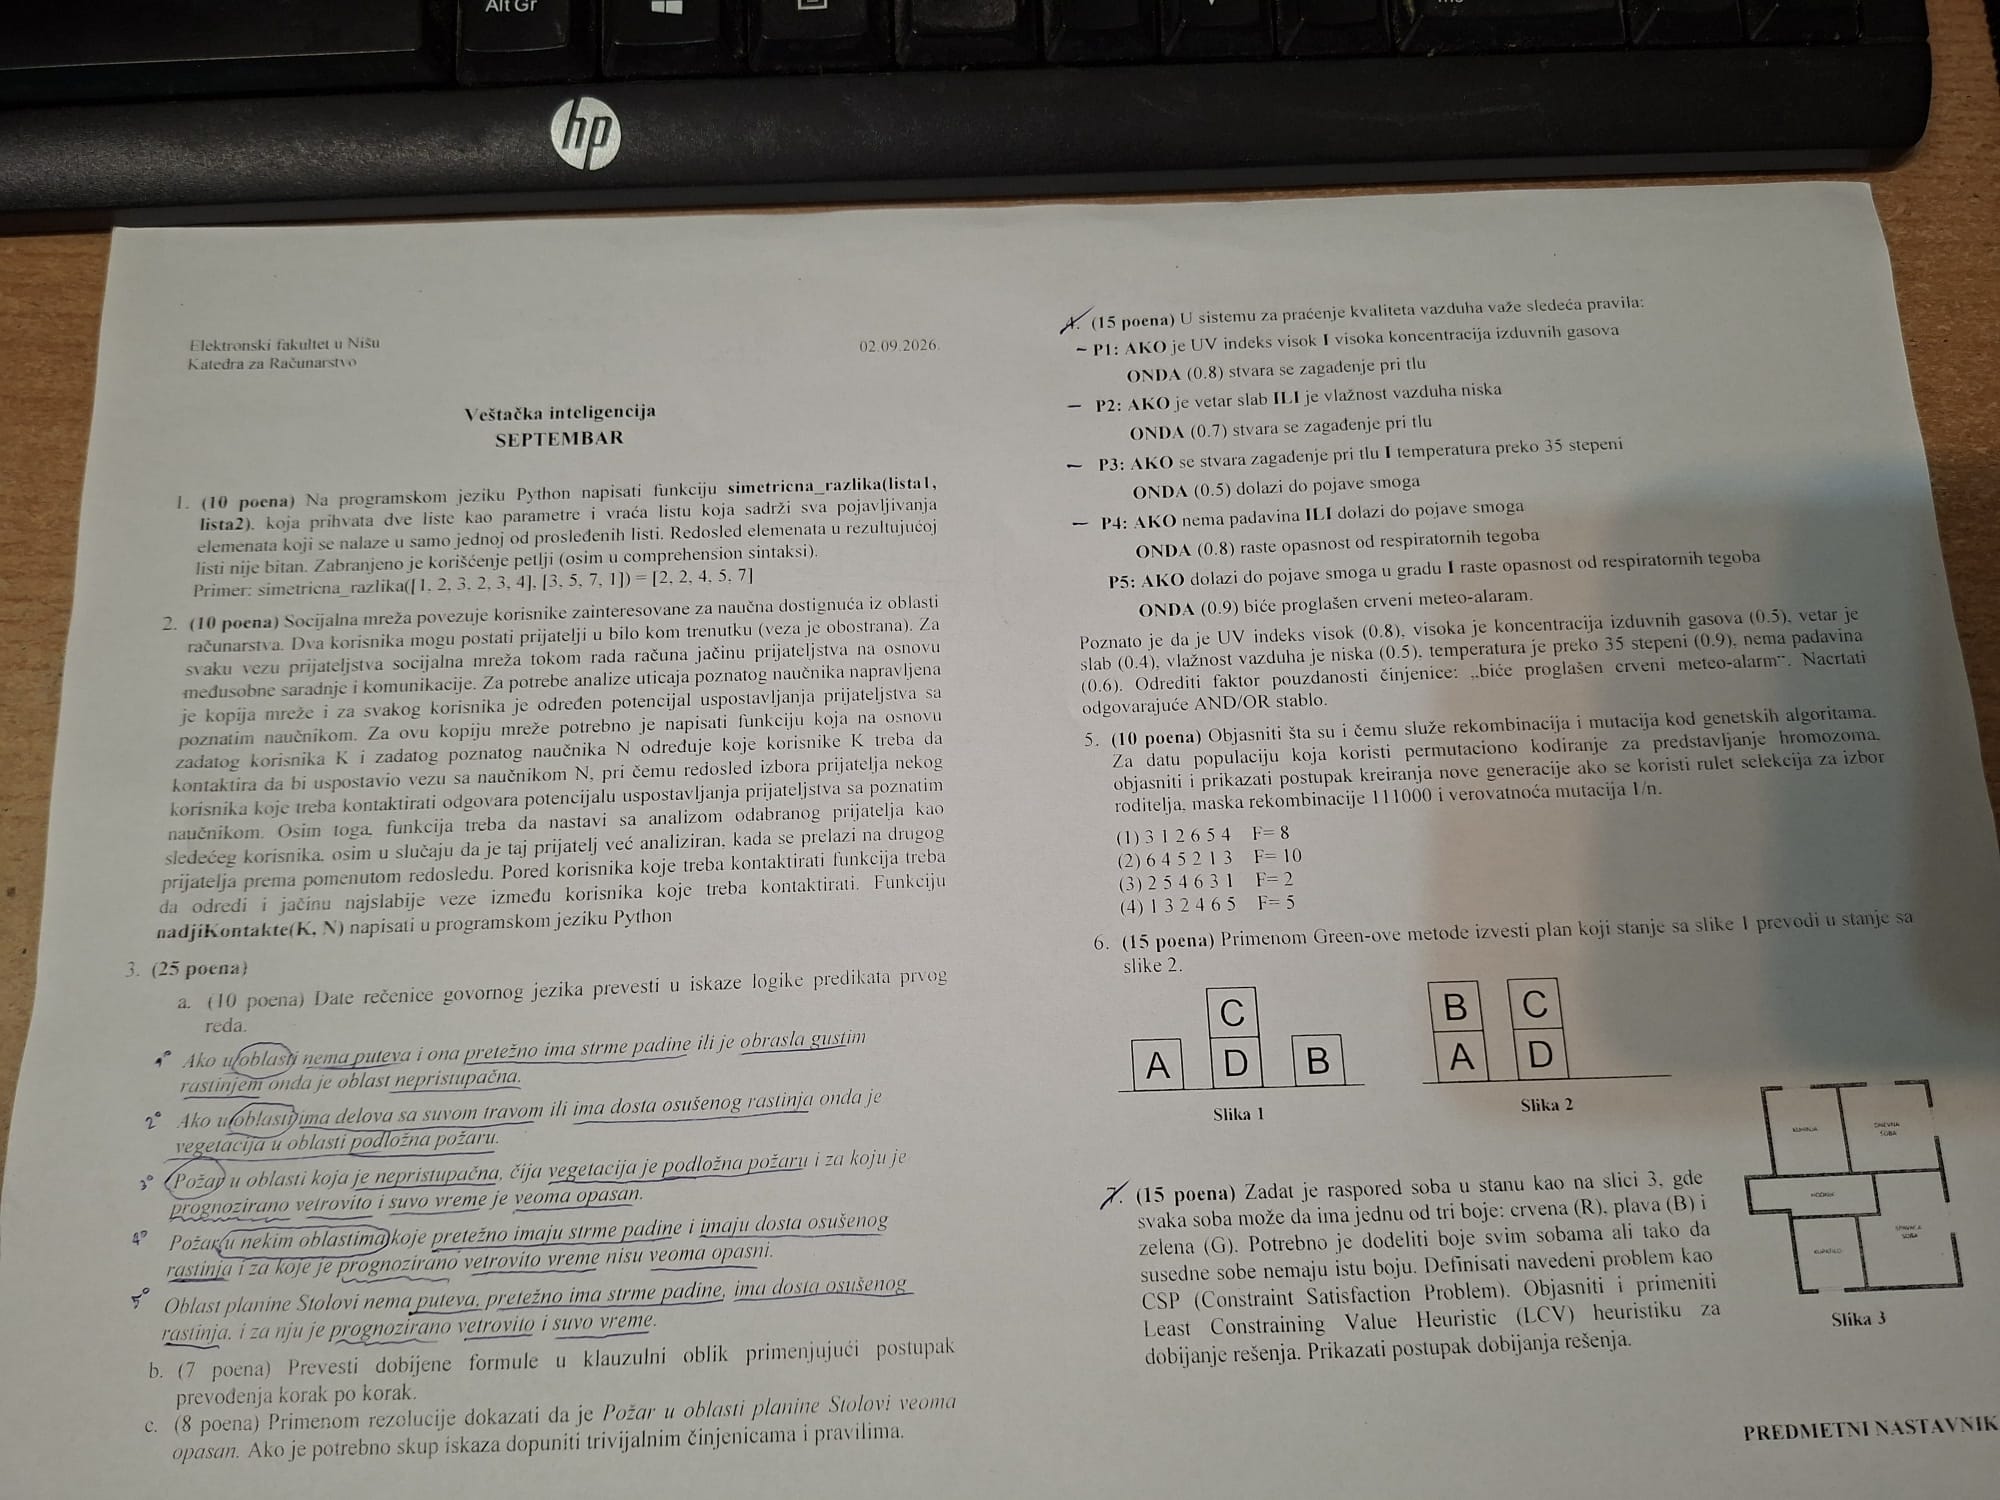 Alt Gr
hp
Elektronski fakultet u Nišu
Katedra za Računarstvo
02.09.2026.
Veštačka inteligencija
SEPTEMBAR
1. (10 poena) Na programskom jeziku Python napisati funkciju simetricna_razlika(lista1,
lista2), koja prihvata dve liste kao parametre i vraća listu koja sadrži sva pojavljivanja
elemenata koji se nalaze u samo jednoj od prosleđenih listi. Redosled elemenata u rezultujućoj
listi nije bitan. Zabranjeno je korišćenje petlji (osim u comprehension sintaksi).
Primer: simetricna_razlika([1, 2, 3, 2, 3, 4], [3, 5, 7, 1]) = [2, 2, 4, 5, 7]
2. (10 poena) Socijalna mreža povezuje korisnike zainteresovane za naučna dostignuća iz oblasti
računarstva. Dva korisnika mogu postati prijatelji u bilo kom trenutku (veza je obostrana). Za
svaku vezu prijateljstva socijalna mreža tokom rada računa jačinu prijateljstva na osnovu
međusobne saradnje i komunikacije. Za potrebe analize uticaja poznatog naučnika napravljena
je kopija mreže i za svakog korisnika je određen potencijal uspostavljanja prijateljstva sa
poznatim naučnikom. Za ovu kopiju mreže potrebno je napisati funkciju koja na osnovu
zadatog korisnika K i zadatog poznatog naučnika N određuje koje korisnike K treba da
kontaktira da bi uspostavio vezu sa naučnikom N, pri čemu redosled izbora prijatelja nekog
korisnika koje treba kontaktirati odgovara potencijalu uspostavljanja prijateljstva sa poznatim
naučnikom. Osim toga, funkcija treba da nastavi sa analizom odabranog prijatelja kao
sledećeg korisnika, osim u slučaju da je taj prijatelj već analiziran, kada se prelazi na drugog
prijatelja prema pomenutom redosledu. Pored korisnika koje treba kontaktirati funkcija treba
da odredi i jačinu najslabije veze između korisnika koje treba kontaktirati. Funkciju
nadjiKontakte(K, N) napisati u programskom jeziku Python
3. (25 poena)
a. (10 poena) Date rečenice govornog jezika prevesti u iskaze logike predikata prvog
reda.
1° Ako u oblasti nema puteva i ona pretežno ima strme padine ili je obrasla gustim
rastinjem onda je oblast nepristupačna.
2° Ako u oblasti ima delova sa suvom travom ili ima dosta osušenog rastinja onda je
vegetacija u oblasti podložna požaru.
3° Požar u oblasti koja je nepristupačna, čija vegetacija je podložna požaru i za koju je
prognozirano vetrovito i suvo vreme je veoma opasan.
4° Požar u nekim oblastima koje pretežno imaju strme padine i imaju dosta osušenog
rastinja i za koje je prognozirano vetrovito vreme nisu veoma opasni.
5° Oblast planine Stolovi nema puteva, pretežno ima strme padine, ima dosta osušenog
rastinja, i za nju je prognozirano vetrovito i suvo vreme.
b. (7 poena) Prevesti dobijene formule u klauzulni oblik primenjujući postupak
prevođenja korak po korak.
c. (8 poena) Primenom rezolucije dokazati da je Požar u oblasti planine Stolovi veoma
opasan. Ako je potrebno skup iskaza dopuniti trivijalnim činjenicama i pravilima.
4. (15 poena) U sistemu za praćenje kvaliteta vazduha važe sledeća pravila:
– P1: AKO je UV indeks visok I visoka koncentracija izduvnih gasova
ONDA (0.8) stvara se zagađenje pri tlu
– P2: AKO je vetar slab ILI je vlažnost vazduha niska
ONDA (0.7) stvara se zagađenje pri tlu
– P3: AKO se stvara zagađenje pri tlu I temperatura preko 35 stepeni
ONDA (0.5) dolazi do pojave smoga
– P4: AKO nema padavina ILI dolazi do pojave smoga
ONDA (0.8) raste opasnost od respiratornih tegoba
P5: AKO dolazi do pojave smoga u gradu I raste opasnost od respiratornih tegoba
ONDA (0.9) biće proglašen crveni meteo-alaram.
Poznato je da je UV indeks visok (0.8), visoka je koncentracija izduvnih gasova (0.5), vetar je
slab (0.4), vlažnost vazduha je niska (0.5), temperatura je preko 35 stepeni (0.9), nema padavina
(0.6). Odrediti faktor pouzdanosti činjenice: „biće proglašen crveni meteo-alarm“. Nacrtati
odgovarajuće AND/OR stablo.
5. (10 poena) Objasniti šta su i čemu služe rekombinacija i mutacija kod genetskih algoritama.
Za datu populaciju koja koristi permutaciono kodiranje za predstavljanje hromozoma,
objasniti i prikazati postupak kreiranja nove generacije ako se koristi rulet selekcija za izbor
roditelja, maska rekombinacije 111000 i verovatnoća mutacija 1/n.
(1) 3 1 2 6 5 4 F= 8
(2) 6 4 5 2 1 3 F= 10
(3) 2 5 4 6 3 1 F= 2
(4) 1 3 2 4 6 5 F= 5
6. (15 poena) Primenom Green-ove metode izvesti plan koji stanje sa slike 1 prevodi u stanje sa
slike 2.
C
A D B
Slika 1
B C
A D
Slika 2
7. (15 poena) Zadat je raspored soba u stanu kao na slici 3, gde
svaka soba može da ima jednu od tri boje: crvena (R), plava (B) i
zelena (G). Potrebno je dodeliti boje svim sobama ali tako da
susedne sobe nemaju istu boju. Definisati navedeni problem kao
CSP (Constraint Satisfaction Problem). Objasniti i primeniti
Least Constraining Value Heuristic (LCV) heuristiku za
dobijanje rešenja. Prikazati postupak dobijanja rešenja.
KUHINJA
DNEVNA
SOBA
HODNIK
SPAVAĆA
SOBA
KUPATILO
Slika 3
PREDMETNI NASTAVNIK